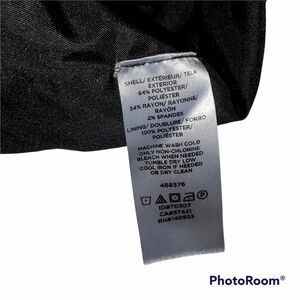 SHELL/ EXTÉRIEUR/ TELA
EXTERIOR
64% POLYESTER/
POLIÉSTER
34% RAYON/ RAYONNE/
RAYÓN
2% SPANDEX
LINING/ DOUBLURE/ FORRO
100% POLYESTER/
POLIÉSTER
MACHINE WASH COLD
ONLY NON-CHLORINE
BLEACH WHEN NEEDED
TUMBLE DRY LOW
COOL IRON IF NEEDED
OR DRY CLEAN
468576
ID#70307
CA#57421
RN#140923
PhotoRoom®